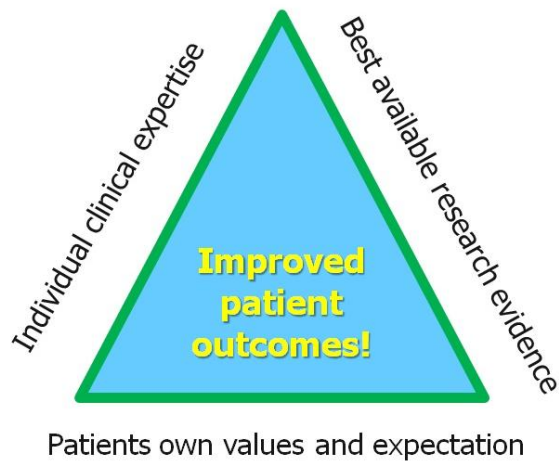 Individual clinical expertise
Best available research evidence
Improved
patient
outcomes!
Patients own values and expectation